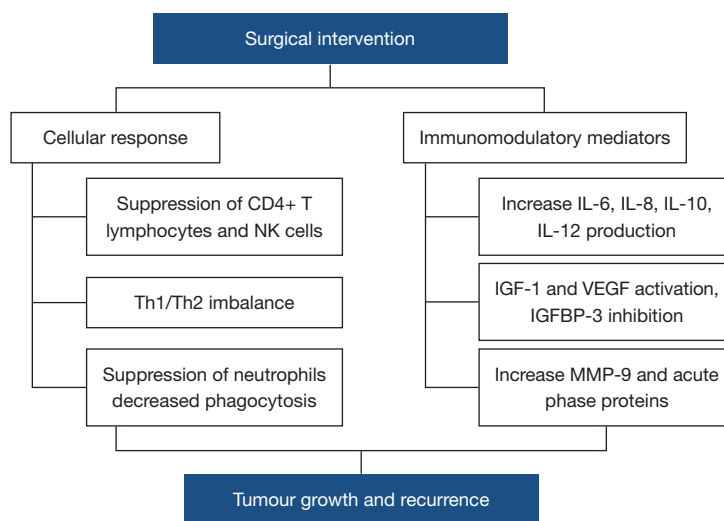 Surgical intervention
Cellular response
Immunomodulatory mediators
Suppression of CD4+ T
lymphocytes and NK cells
Increase IL-6, IL-8, IL-10,
IL-12 production
Th1/Th2 imbalance
IGF-1 and VEGF activation,
IGFBP-3 inhibition
Suppression of neutrophils
decreased phagocytosis
Increase MMP-9 and acute
phase proteins
Tumour growth and recurrence